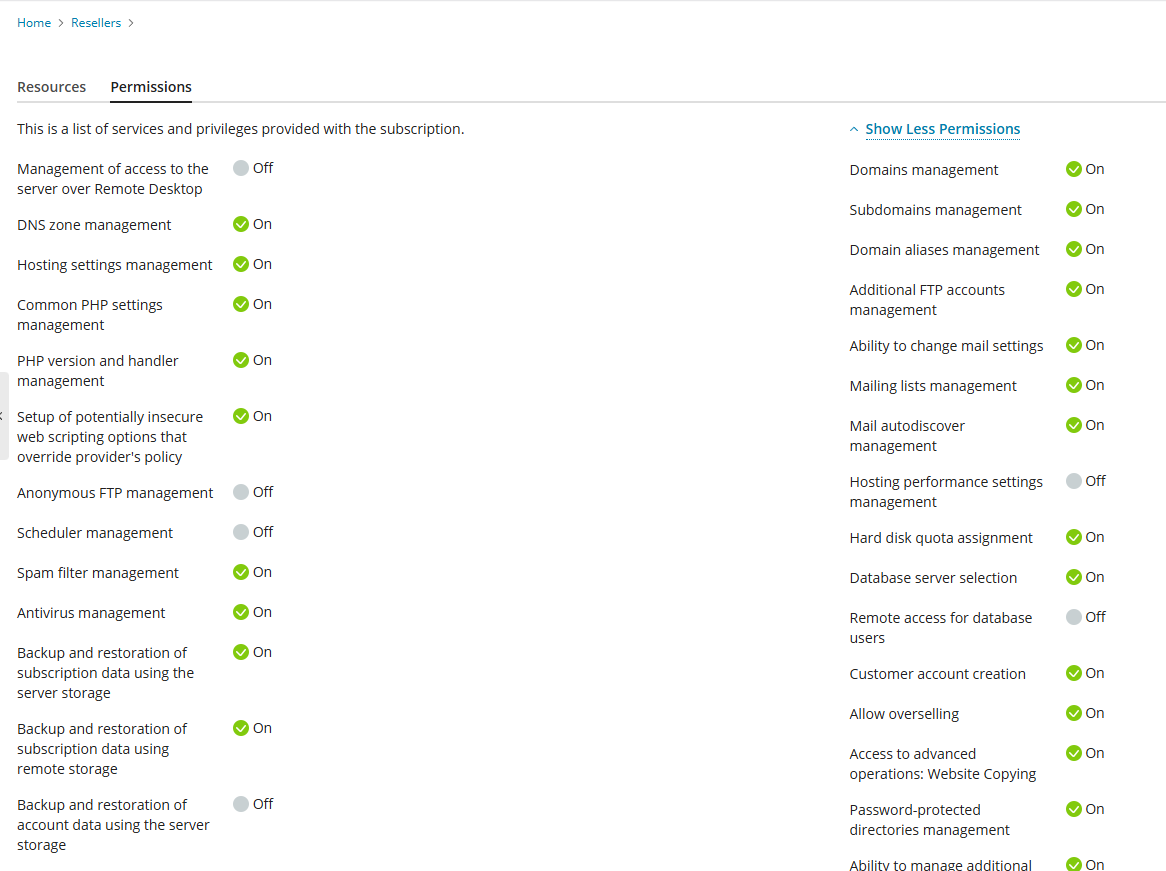 Home > Resellers >
Resources Permissions
This is a list of services and privileges provided with the subscription.
Management of access to the Off
server over Remote Desktop
DNS zone management On
Hosting settings management On
Common PHP settings On
management
PHP version and handler On
management
Setup of potentially insecure On
web scripting options that
override provider's policy
Anonymous FTP management Off
Scheduler management Off
Spam filter management On
Antivirus management On
Backup and restoration of On
subscription data using the
server storage
Backup and restoration of On
subscription data using
remote storage
Backup and restoration of Off
account data using the server
storage
Show Less Permissions
Domains management On
Subdomains management On
Domain aliases management On
Additional FTP accounts On
management
Ability to change mail settings On
Mailing lists management On
Mail autodiscover On
management
Hosting performance settings Off
management
Hard disk quota assignment On
Database server selection On
Remote access for database Off
users
Customer account creation On
Allow overselling On
Access to advanced On
operations: Website Copying
Password-protected On
directories management
Ability to manage additional On